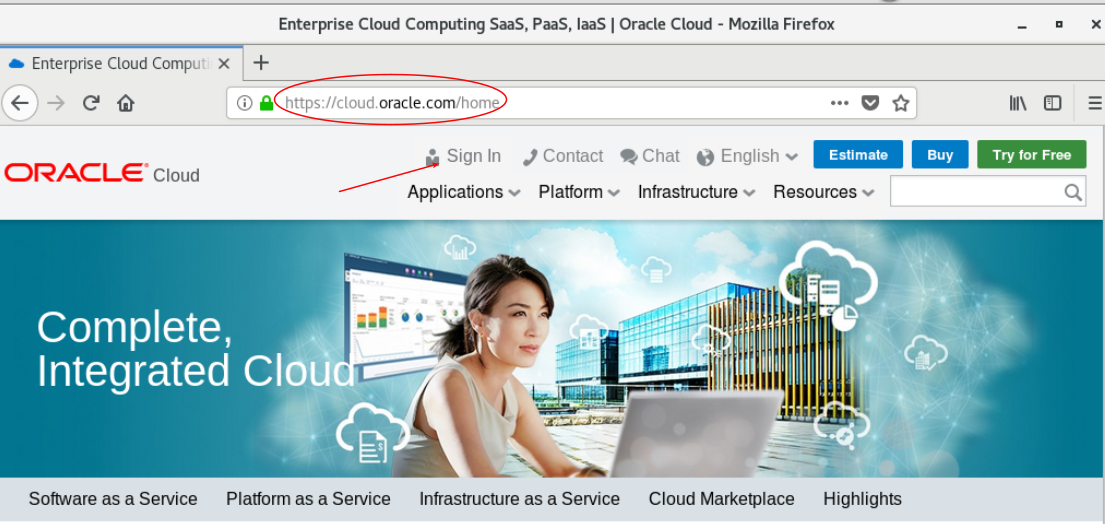 Enterprise Cloud Computing SaaS, PaaS, IaaS | Oracle Cloud - Mozilla Firefox
Enterprise Cloud Computi
https://cloud.oracle.com/home
Sign In Contact Chat English Estimate Buy Try for Free
ORACLE Cloud
Applications Platform Infrastructure Resources
Complete,
Integrated Cloud
Software as a Service Platform as a Service Infrastructure as a Service Cloud Marketplace Highlights